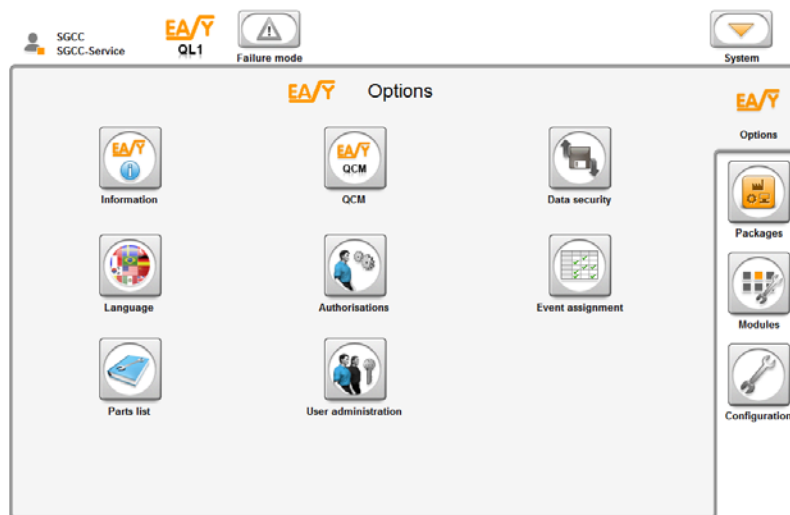 SGCC
SGCC-Service
EASY
QL1
Failure mode
System
EASY Options
EASY
Options
EASY
Information
EASY
QCM
QCM
Data security
Packages
Language
Authorisations
Event assignment
Modules
Parts list
User administration
Configuration